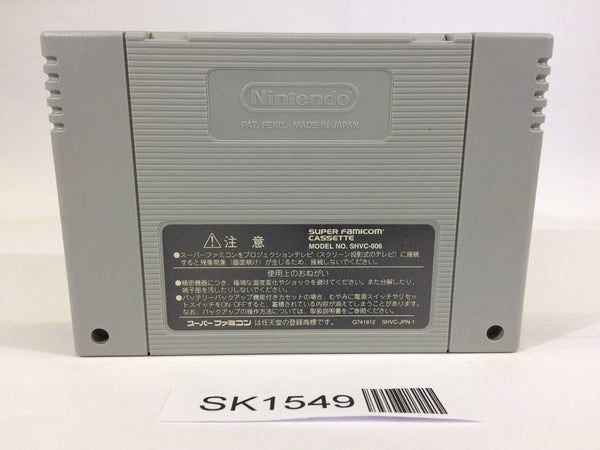 Nintendo
PAT. PEND. MADE IN JAPAN
⚠注意
SUPER FAMICOM™
CASSETTE
MODEL NO. SHVC-006
●スーパーファミコンをプロジェクションテレビ（スクリーン投影式のテレビ）に接続
すると残像現象（画面焼け）が生じるため、接続しないでください。
使用上のおねがい
●精密機器につき、極端な温度変化やショックを避けてください。また分解したり、
端子部を汚したりしないでください。
●バッテリーバックアップ機能付きカセットの場合、むやみに電源スイッチやリセッ
トスイッチをON OFFすると、蓄積されている内容が消えてしまうことがあります。
なお、バックアップの操作方法については、取扱説明書をご参照ください。
スーパーファミコンは任天堂の登録商標です。 G741812 SHVC-JPN-1
SK1549